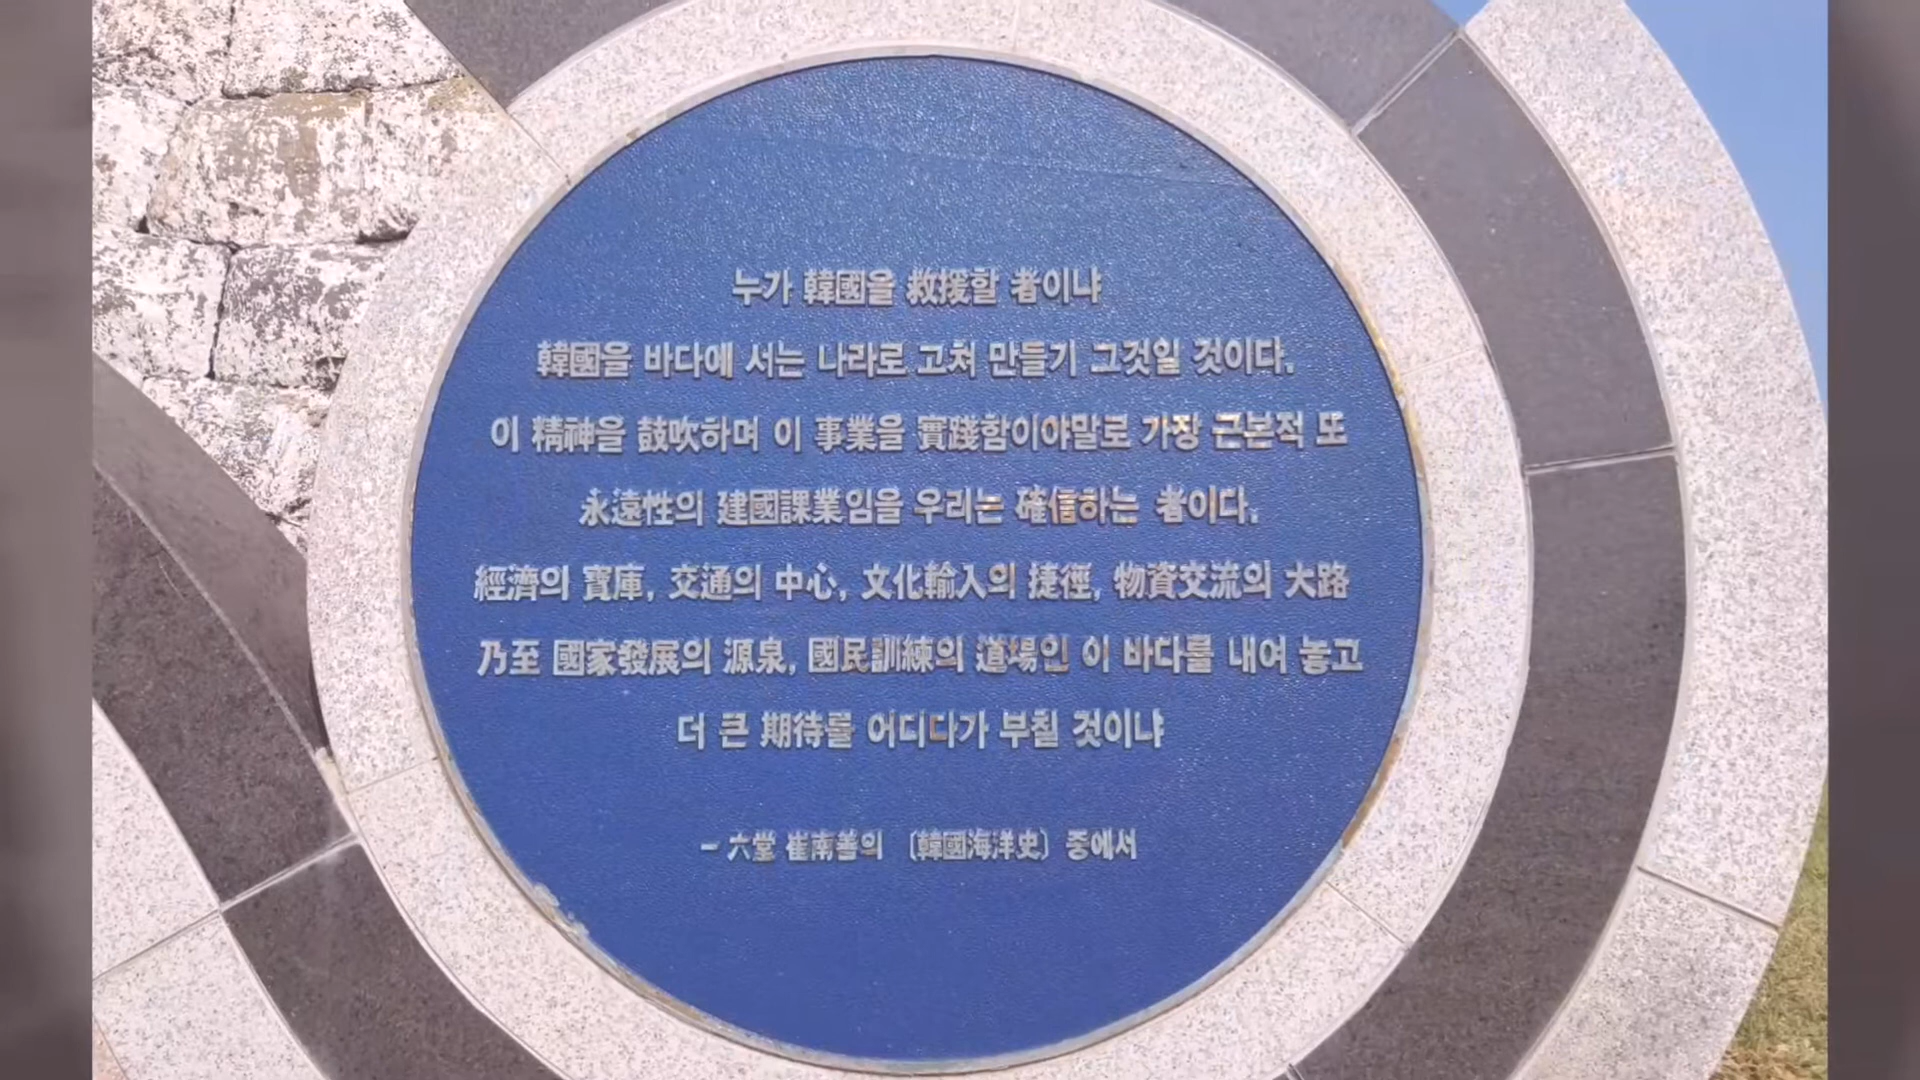 누가 韓國을 救援할 者이냐
韓國을 바다에 서는 나라로 고쳐 만들기 그것일 것이다.
이 精神을 鼓吹하며 이 事業을 實踐함이야말로 가장 근본적 또
永遠性의 建國課業임을 우리는 確信하는 者이다.
經濟의 寶庫, 交通의 中心, 文化輸入의 捷徑, 物資交流의 大路
乃至 國家發展의 源泉, 國民訓練의 道場인 이 바다를 내여 놓고
더 큰 期待를 어디다가 부칠 것이냐
- 六堂 崔南善의 〔韓國海洋史〕 중에서